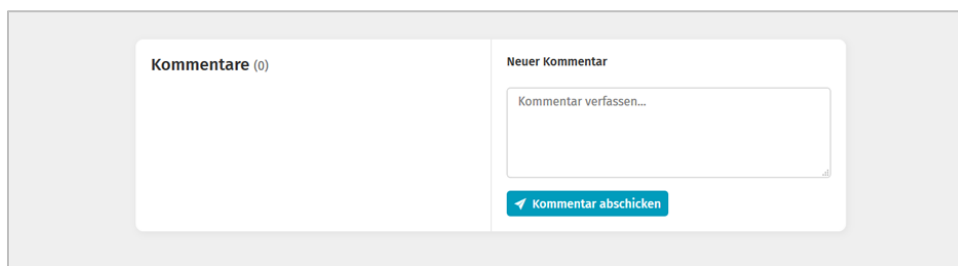 Kommentare (0)
Neuer Kommentar
Kommentar verfassen...
Kommentar abschicken